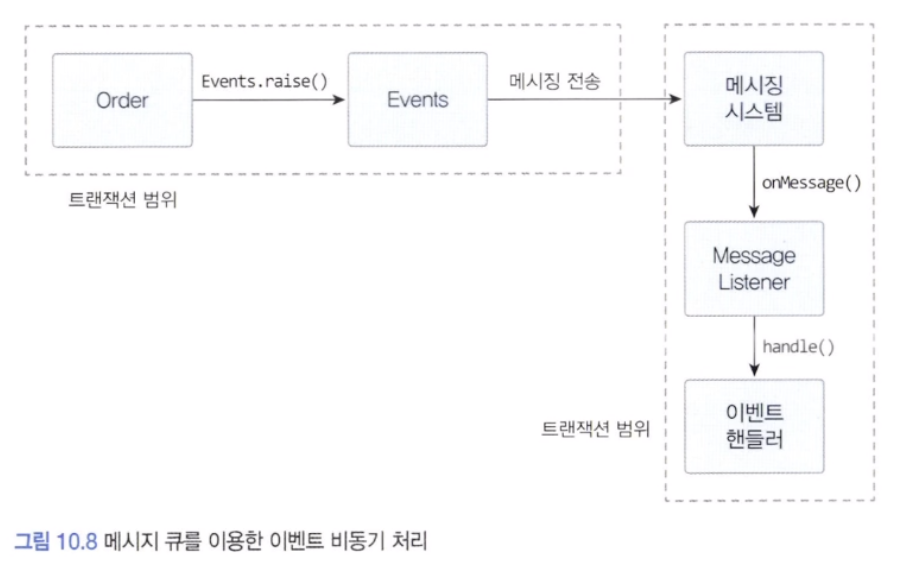 Order
Events.raise()
Events
메시징 전송
메시징
시스템
트랜잭션 범위
onMessage()
Message
Listener
handle()
이벤트
핸들러
트랜잭션 범위
그림 10.8 메시지 큐를 이용한 이벤트 비동기 처리